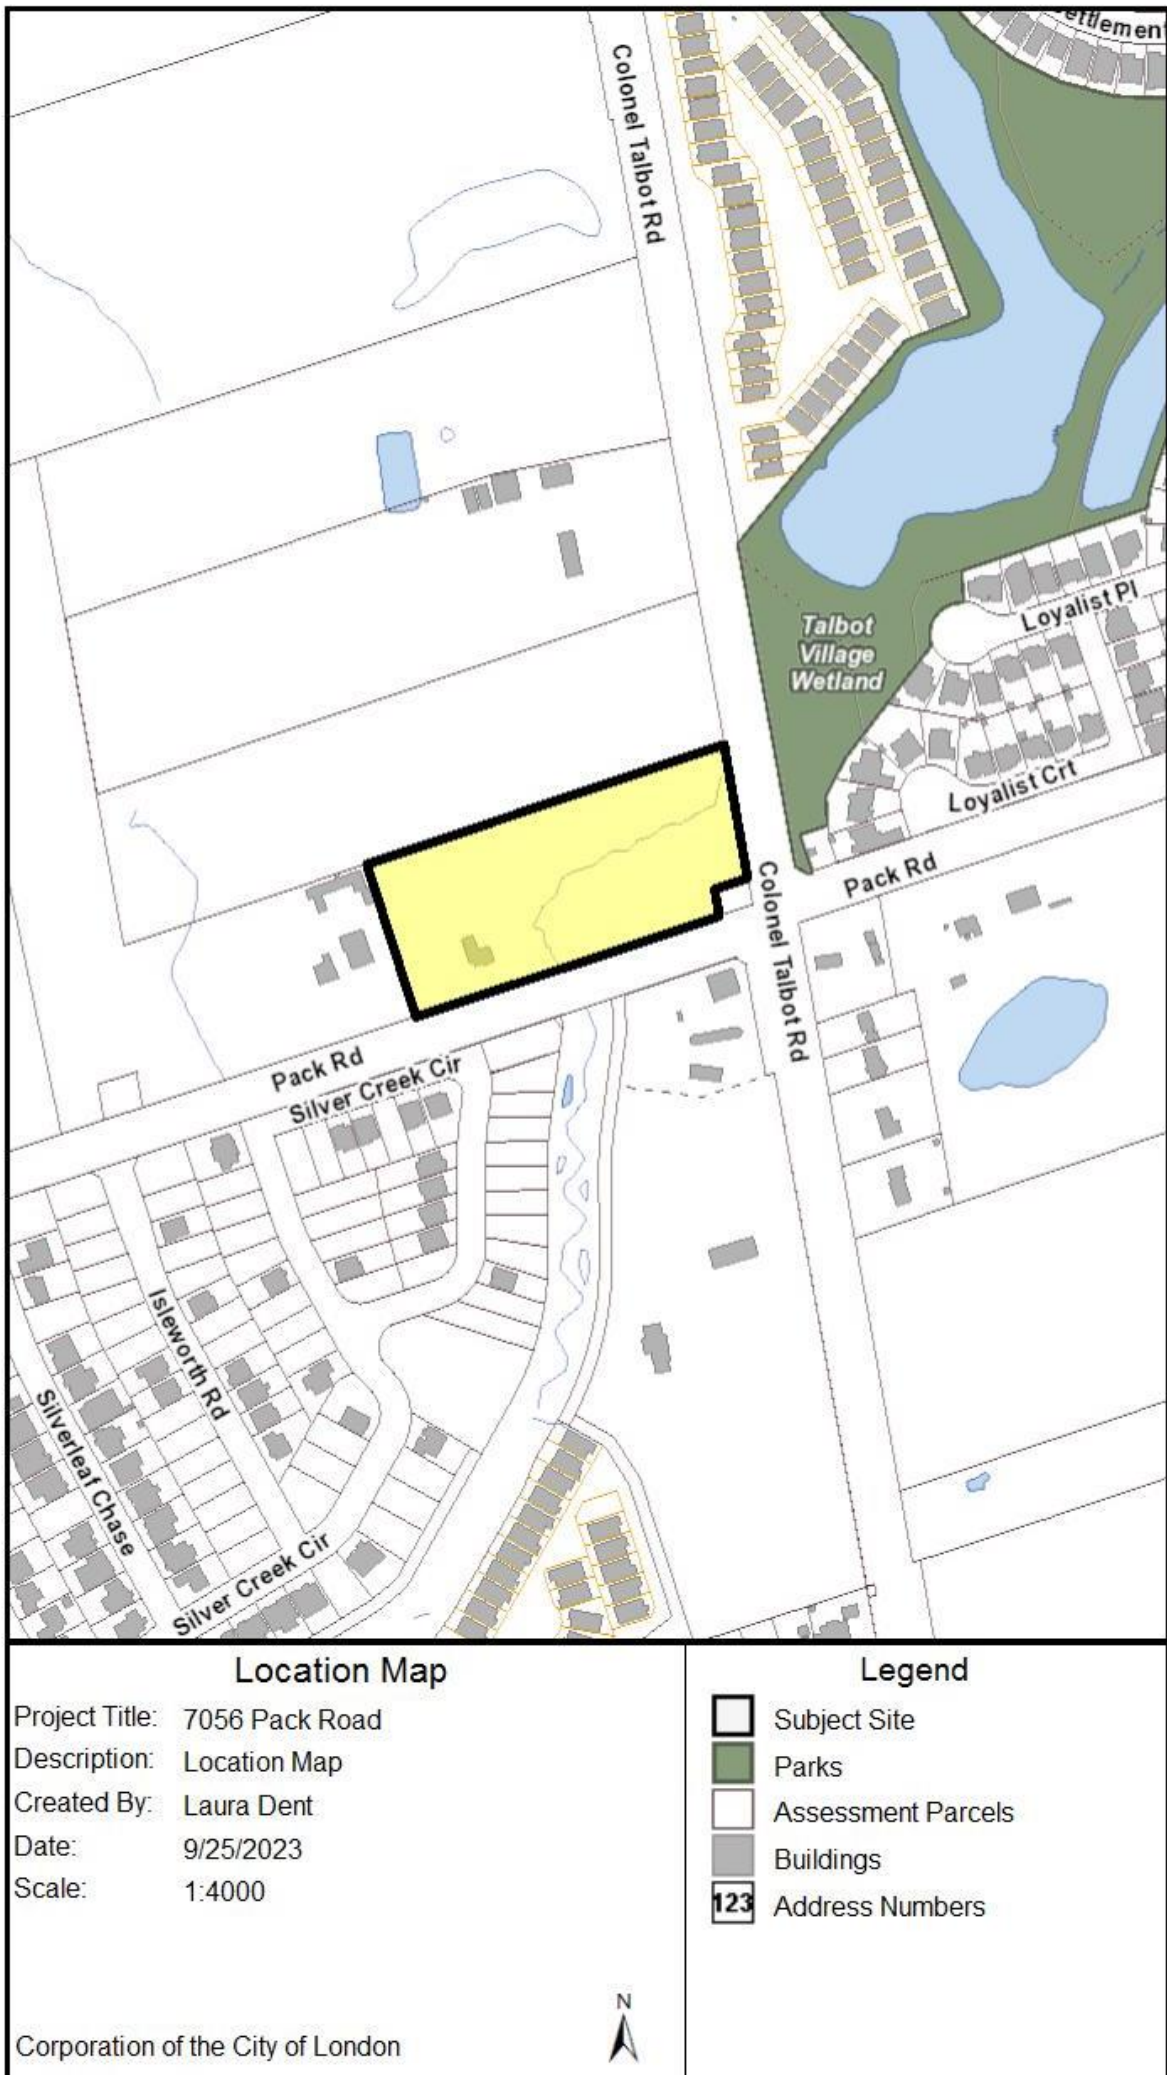 ettlement
Colonel Talbot Rd
Loyalist Pl
Talbot
Village
Wetland
Loyalist Crt
Pack Rd
Colonel Talbot Rd
Pack Rd
Silver Creek Cir
Isleworth Rd
Silverleaf Chase
Silver Creek Cir
Location Map
Project Title: 7056 Pack Road
Description: Location Map
Created By: Laura Dent
Date: 9/25/2023
Scale: 1:4000
N
Corporation of the City of London
Legend
Subject Site
Parks
Assessment Parcels
Buildings
123 Address Numbers